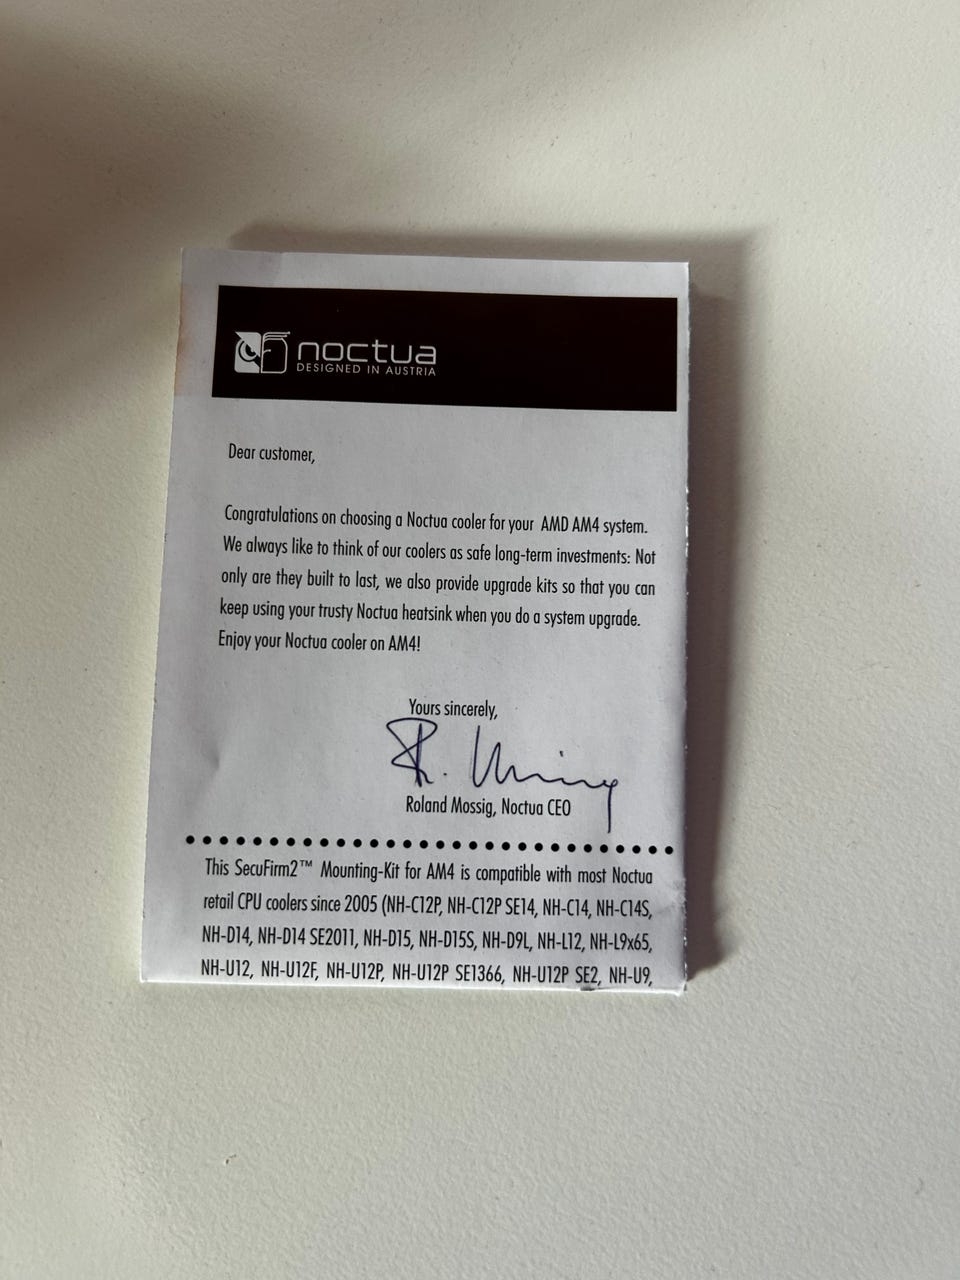 noctua
DESIGNED IN AUSTRIA
Dear customer,
Congratulations on choosing a Noctua cooler for your AMD AM4 system.
We always like to think of our coolers as safe long-term investments: Not
only are they built to last, we also provide upgrade kits so that you can
keep using your trusty Noctua heatsink when you do a system upgrade.
Enjoy your Noctua cooler on AM4!
Yours sincerely,
Roland Mossig, Noctua CEO
This SecuFirm2™ Mounting-Kit for AM4 is compatible with most Noctua
retail CPU coolers since 2005 (NH-C12P, NH-C12P SE14, NH-C14, NH-C14S,
NH-D14, NH-D14 SE2011, NH-D15, NH-D15S, NH-D9L, NH-L12, NH-L9x65,
NH-U12, NH-U12F, NH-U12P, NH-U12P SE1366, NH-U12P SE2, NH-U9,